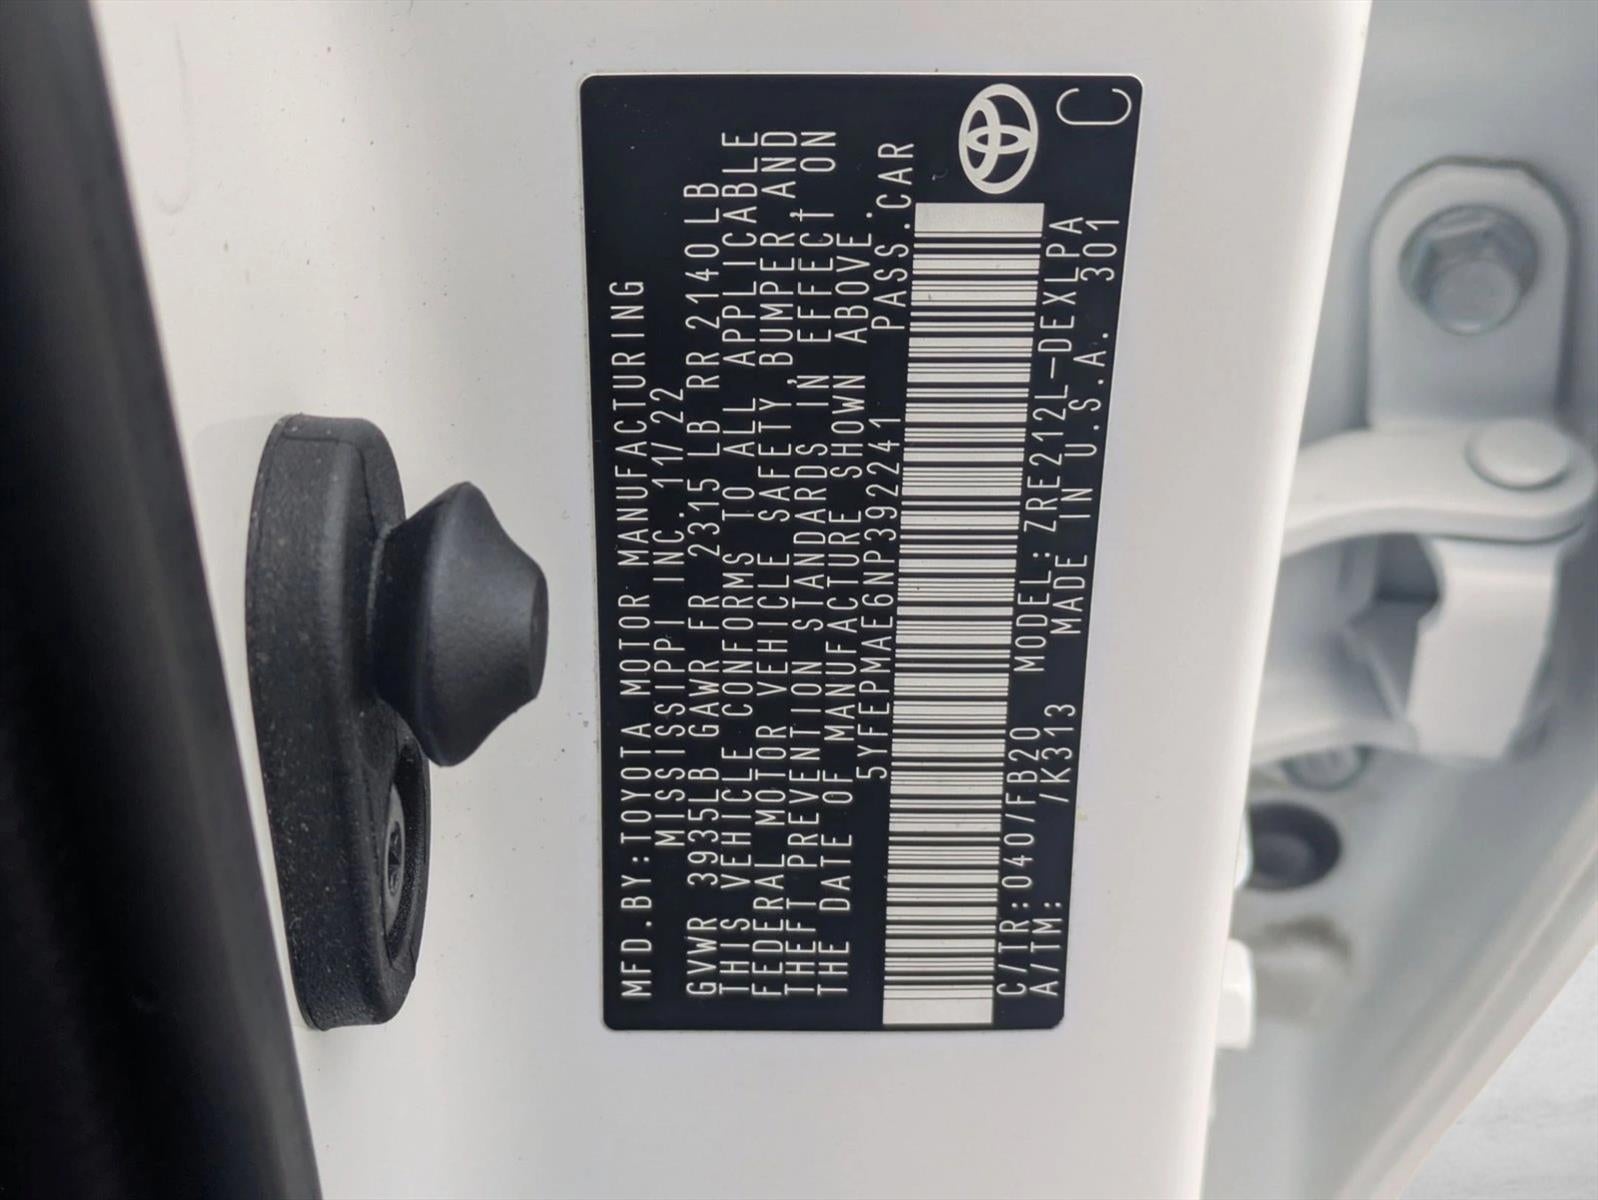 MFD.BY:TOYOTA MOTOR MANUFACTURING
MISSISSIPPI INC. 11/22
GVWR 3935LB GAWR FR 2315 LB RR 2140LB
THIS VEHICLE CONFORMS TO ALL APPLICABLE
FEDERAL MOTOR VEHICLE SAFETY, BUMPER, AND
THEFT PREVENTION STANDARDS IN EFFECT ON
THE DATE OF MANUFACTURE SHOWN ABOVE.
5YFEPMAE6NP392241 PASS.CAR
C/TR:040/FB20 MODEL:ZRE212L-DEXLPA
A/TM: /K313 MADE IN U.S.A. 301
C